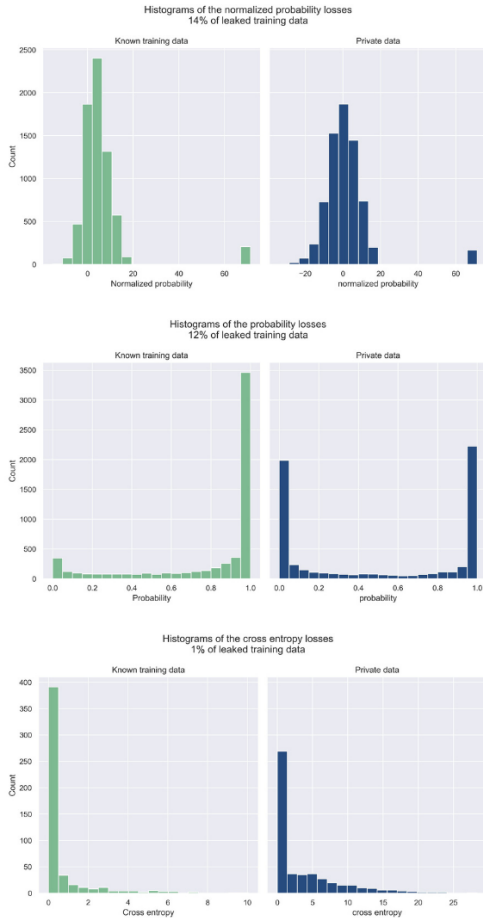 Histograms of the normalized probability losses
14% of leaked training data
Known training data
Private data
2500
2000
1500
1000
500
0
Count
0 20 40 60
Normalized probability
−20 0 20 40 60
normalized probability
Histograms of the probability losses
12% of leaked training data
Known training data
Private data
3500
3000
2500
2000
1500
1000
500
0
Count
0.0 0.2 0.4 0.6 0.8 1.0
Probability
0.0 0.2 0.4 0.6 0.8 1.0
probability
Histograms of the cross entropy losses
1% of leaked training data
Known training data
Private data
400
350
300
250
200
150
100
50
0
Count
0 2 4 6 8 10
Cross entropy
0 5 10 15 20 25
cross entropy